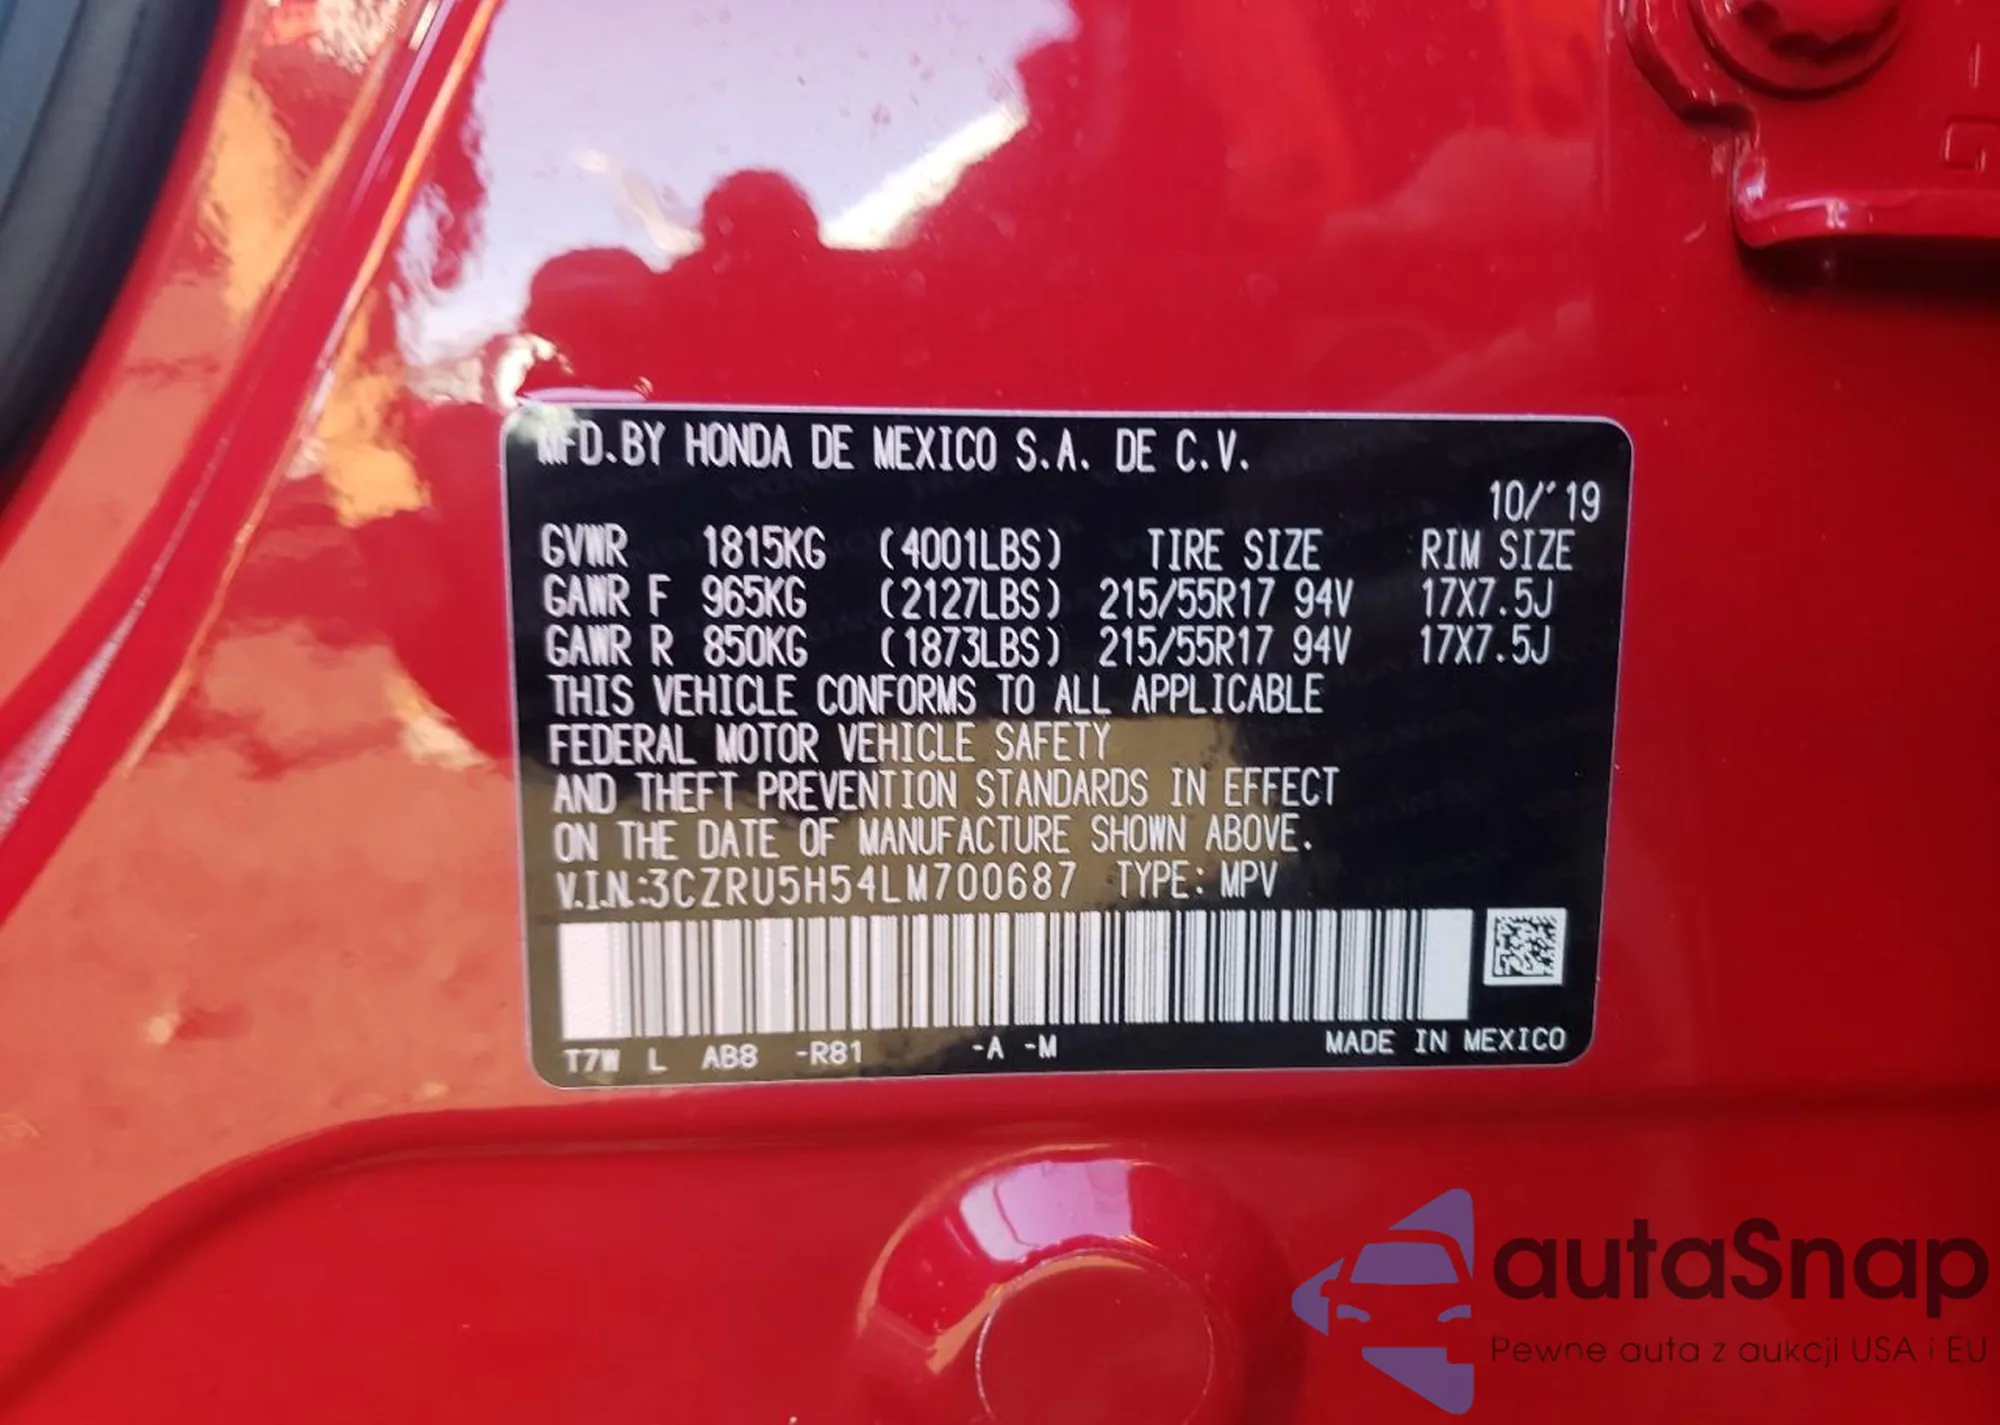 MFD.BY HONDA DE MEXICO S.A. DE C.V.
10/'19
GVWR 1815KG (4001LBS) TIRE SIZE RIM SIZE
GAWR F 965KG (2127LBS) 215/55R17 94V 17X7.5J
GAWR R 850KG (1873LBS) 215/55R17 94V 17X7.5J
THIS VEHICLE CONFORMS TO ALL APPLICABLE
FEDERAL MOTOR VEHICLE SAFETY
AND THEFT PREVENTION STANDARDS IN EFFECT
ON THE DATE OF MANUFACTURE SHOWN ABOVE.
V.I.N.:3CZRU5H54LM700687 TYPE: MPV
T7W L AB8 -R81 -A -M MADE IN MEXICO
autaSnap
Pewne auta z aukcji USA i EU